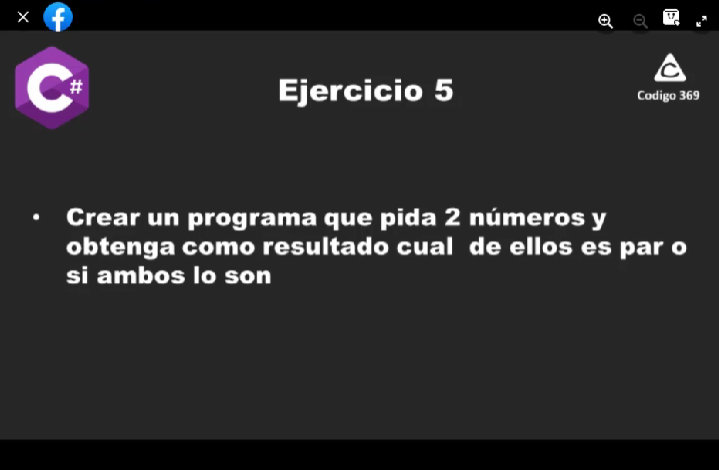 C#
Ejercicio 5
C
Codigo 369
• Crear un programa que pida 2 números y
obtenga como resultado cual de ellos es par o
si ambos lo son